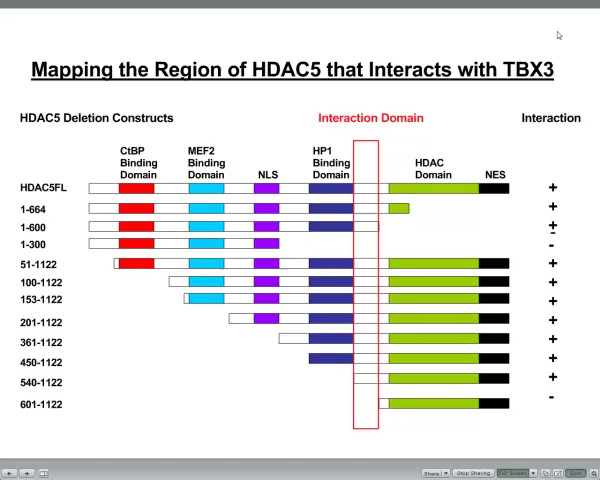 Mapping the Region of HDAC5 that Interacts with TBX3
HDAC5 Deletion Constructs Interaction Domain Interaction
CtBP Binding Domain
MEF2 Binding Domain
NLS
HP1 Binding Domain
HDAC Domain
NES
HDAC5FL +
1-664 +
1-600 ±
1-300 -
51-1122 +
100-1122 +
153-1122 +
201-1122 +
361-1122 +
450-1122 +
540-1122 +
601-1122 -
Share Stop Sharing Full Screen Sync